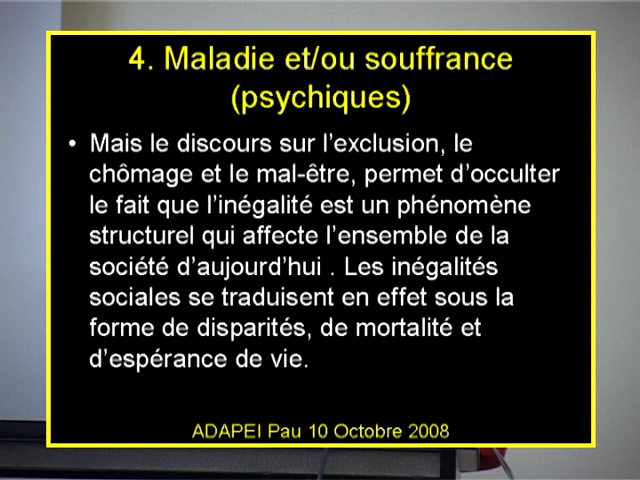 4. Maladie et/ou souffrance
(psychiques)
• Mais le discours sur l'exclusion, le
chômage et le mal-être, permet d'occulter
le fait que l'inégalité est un phénomène
structurel qui affecte l'ensemble de la
société d'aujourd'hui . Les inégalités
sociales se traduisent en effet sous la
forme de disparités, de mortalité et
d'espérance de vie.
ADAPEI Pau 10 Octobre 2008